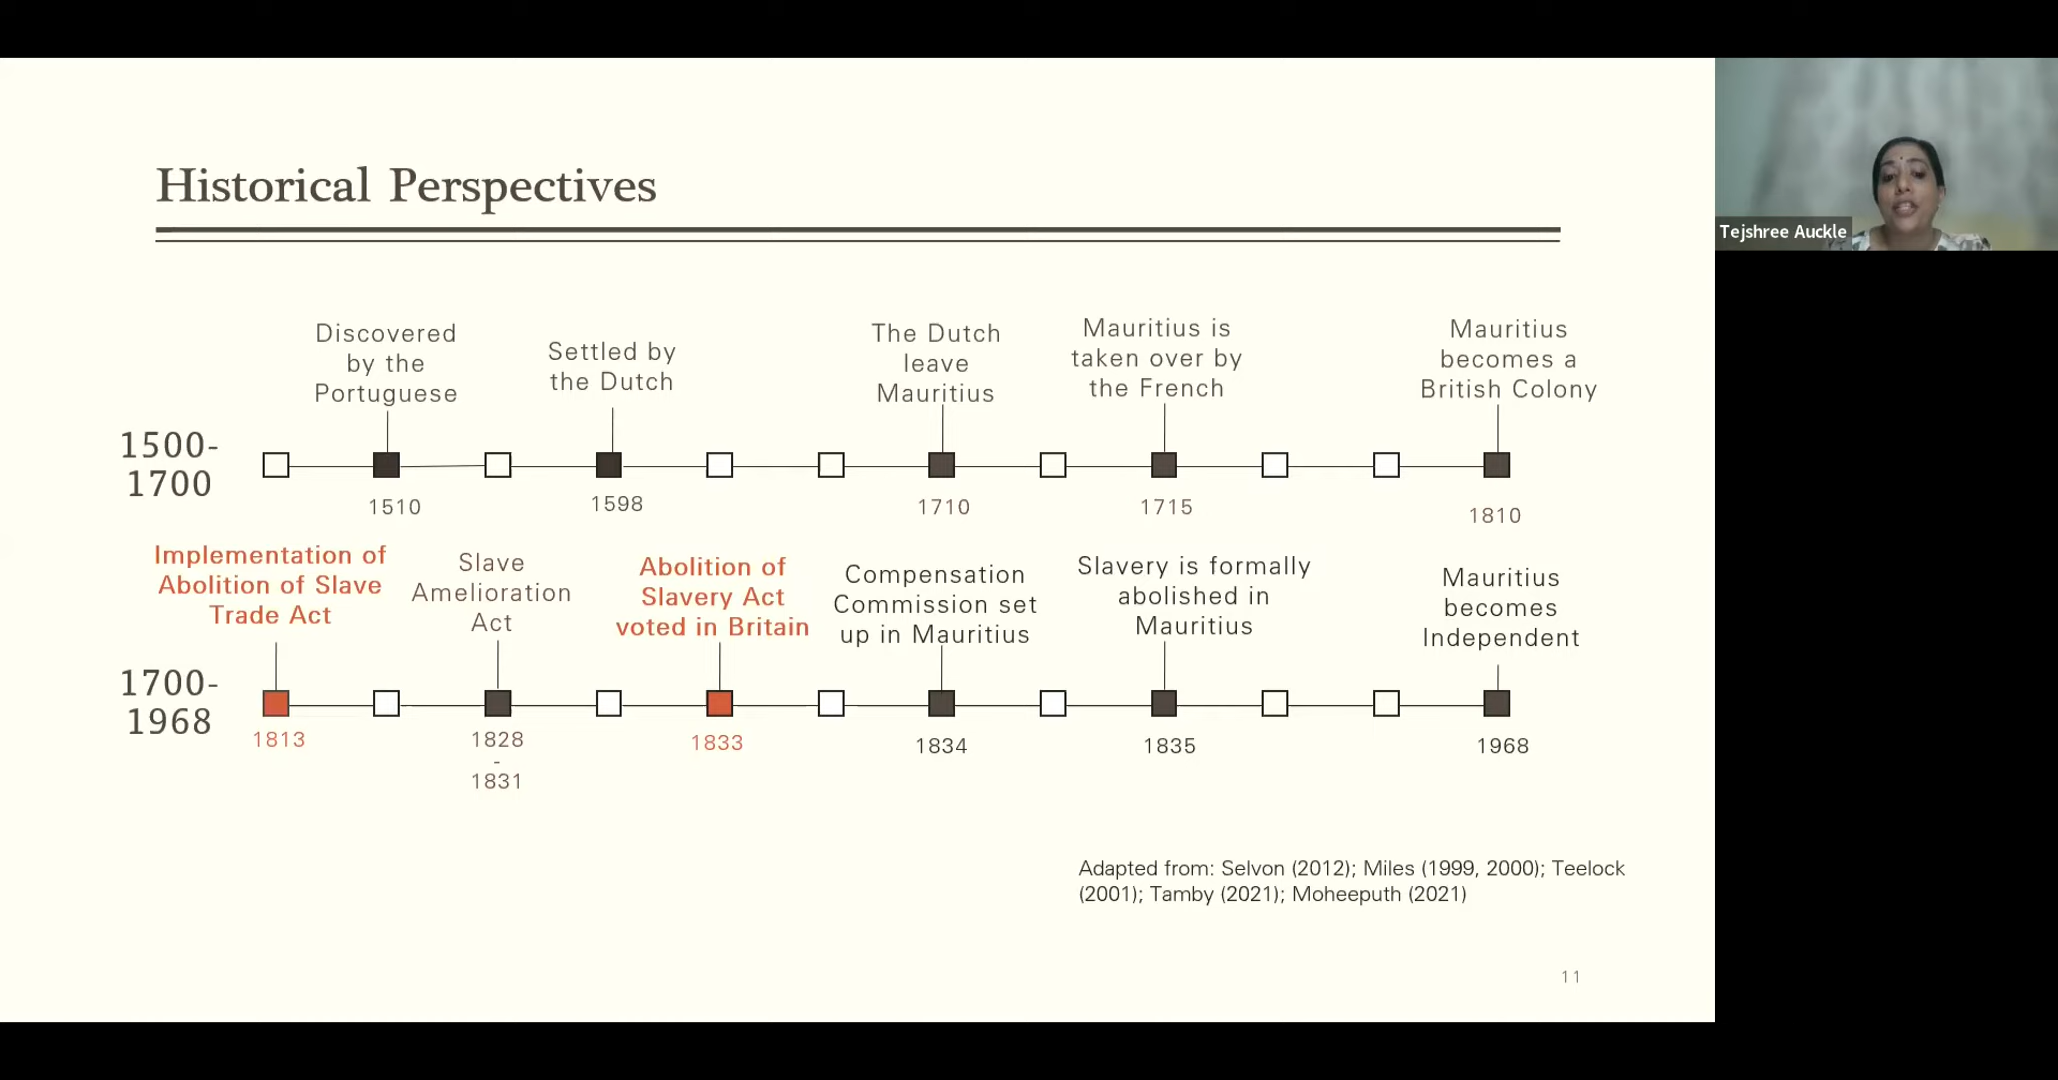 Historical Perspectives
Tejshree Auckle
Discovered
by the
Portuguese
Settled by
the Dutch
The Dutch
leave
Mauritius
Mauritius is
taken over by
the French
Mauritius
becomes a
British Colony
1500-
1700
1510
1598
1710
1715
1810
Implementation of
Abolition of Slave
Trade Act
Slave
Amelioration
Act
Abolition of
Slavery Act
voted in Britain
Compensation
Commission set
up in Mauritius
Slavery is formally
abolished in
Mauritius
Mauritius
becomes
Independent
1700-
1968
1813
1828
-
1831
1833
1834
1835
1968
Adapted from: Selvon (2012); Miles (1999, 2000); Teelock
(2001); Tamby (2021); Moheeputh (2021)
11